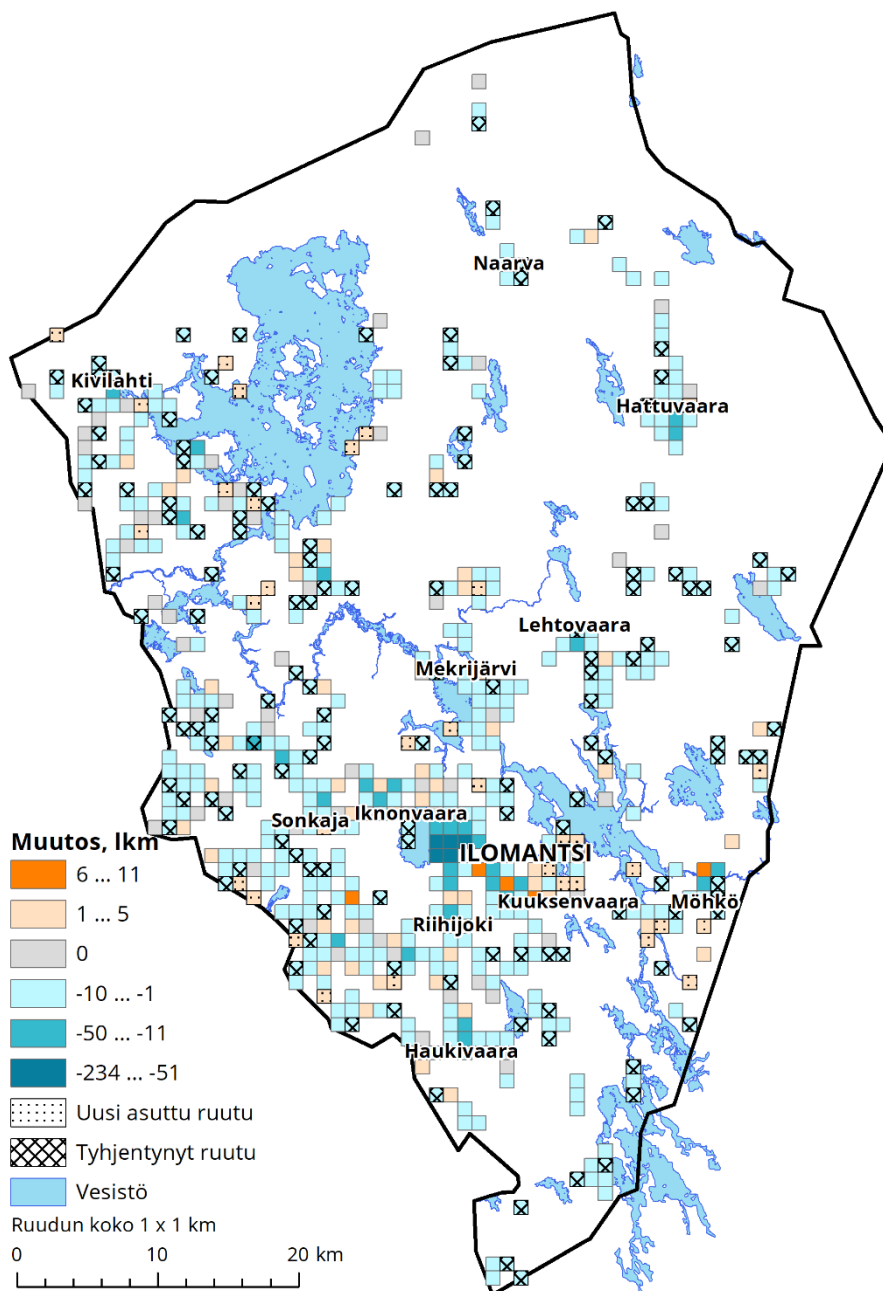 Naarva
Kivilahti
Hattuvaara
Lehtovaara
Mekrijärvi
Sonkaja
Iknonvaara
ILOMANTSI
Kuuksenvaara
Möhkö
Riihijoki
Haukivaara
Muutos, lkm
6 ... 11
1 ... 5
0
-10 ... -1
-50 ... -11
-234 ... -51
Uusi asuttu ruutu
Tyhjentynyt ruutu
Vesistö
Ruudun koko 1 x 1 km
0 10 20 km